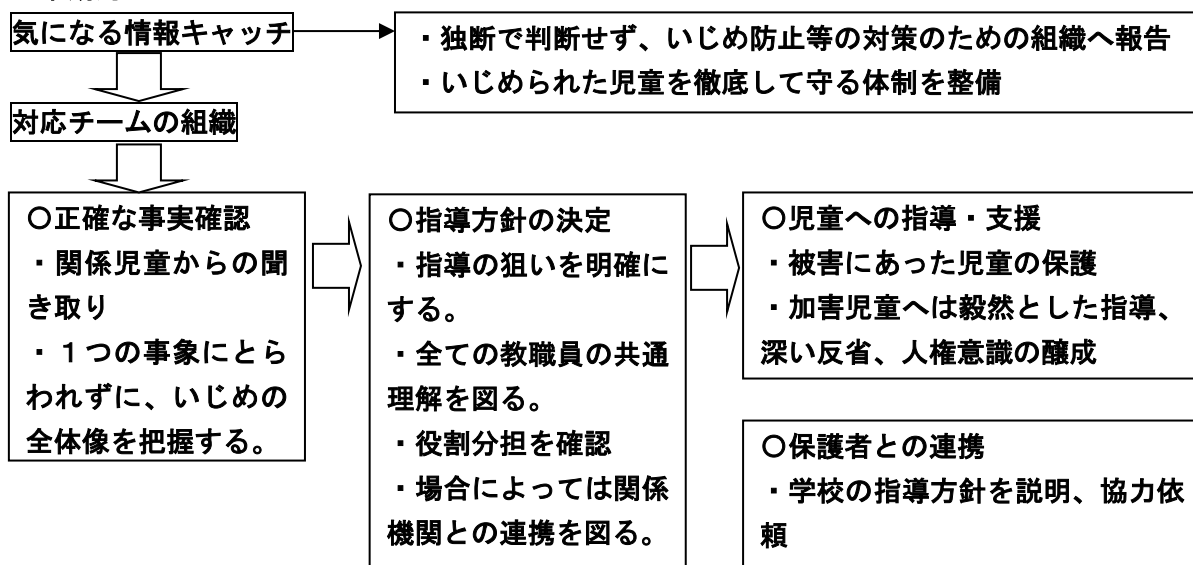 気になる情報キャッチ
・独断で判断せず、いじめ防止等の対策のための組織へ報告
・いじめられた児童を徹底して守る体制を整備
対応チームの組織
〇正確な事実確認
・関係児童からの聞
き取り
・１つの事象にとら
われずに、いじめの
全体像を把握する。
〇指導方針の決定
・指導の狙いを明確に
する。
・全ての教職員の共通
理解を図る。
・役割分担を確認
・場合によっては関係
機関との連携を図る。
〇児童への指導・支援
・被害にあった児童の保護
・加害児童へは毅然とした指導、
深い反省、人権意識の醸成
〇保護者との連携
・学校の指導方針を説明、協力依
頼